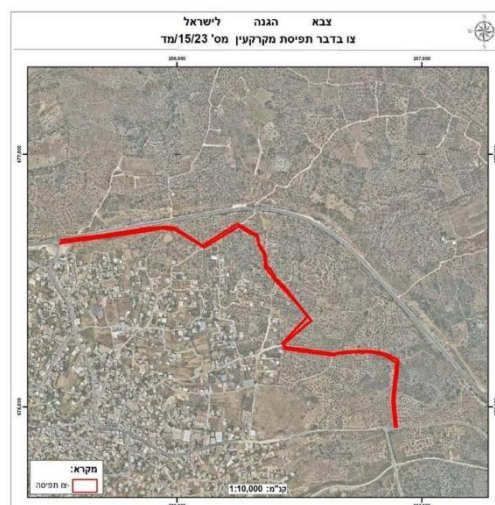 צבא הגנה לישראל
צו בדבר תפיסת מקרקעין מס' 15/23/מד
מקרא:
צו תפיסה-
קנ"מ: 1:10,000